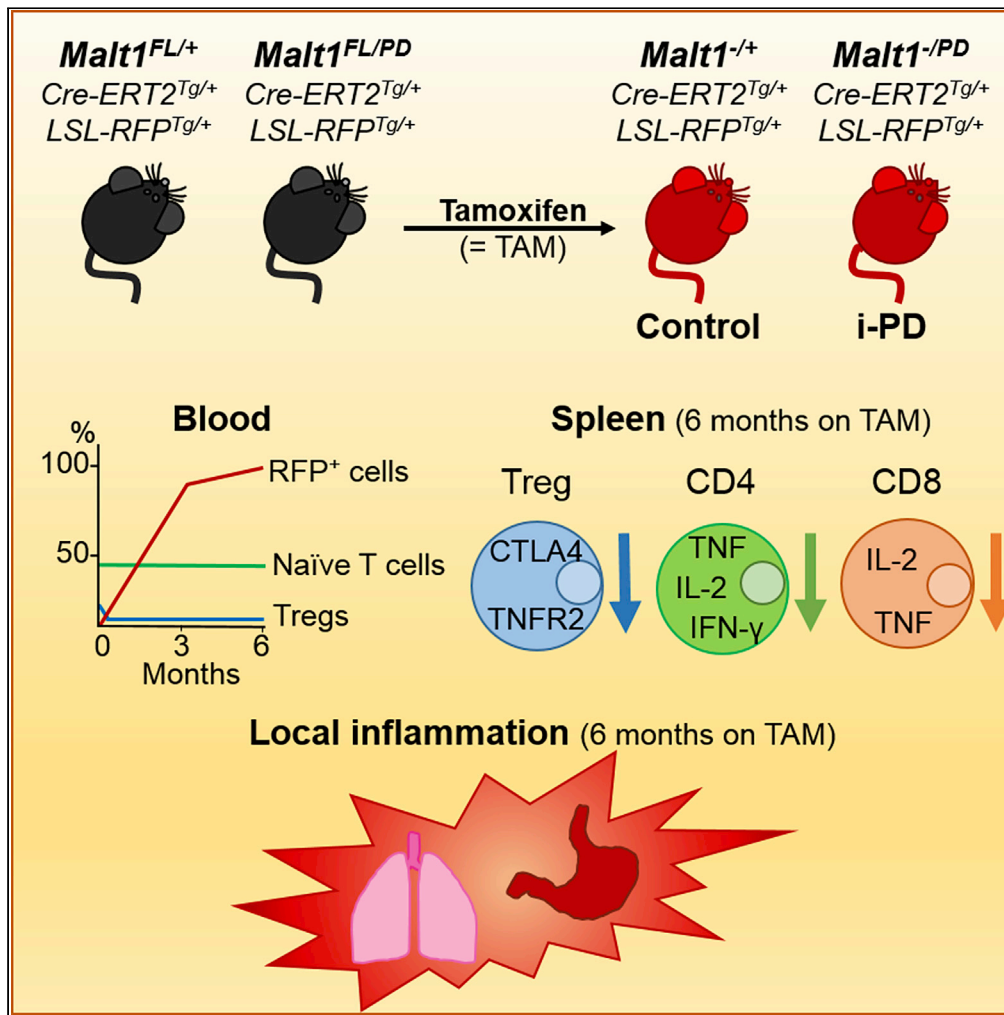 Malt1FL/+ Malt1FL/PD Malt1-/+ Malt1-/PD
Cre-ERT2Tg/+ Cre-ERT2Tg/+ Cre-ERT2Tg/+ Cre-ERT2Tg/+
LSL-RFPTg/+ LSL-RFPTg/+ LSL-RFPTg/+ LSL-RFPTg/+
Tamoxifen
(= TAM)
Control i-PD
Blood
%
100
50
RFP+ cells
Naïve T cells
Tregs
0 3 6
Months
Spleen (6 months on TAM)
Treg CD4 CD8
CTLA4
TNFR2
TNF
IL-2
IFN-γ
IL-2
TNF
Local inflammation (6 months on TAM)